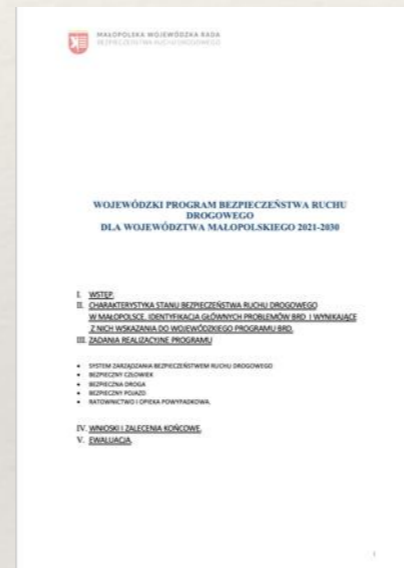 MAŁOPOLSKA WOJEWÓDZKA RADA
BEZPIECZEŃSTWA RUCHU DROGOWEGO
WOJEWÓDZKI PROGRAM BEZPIECZEŃSTWA RUCHU
DROGOWEGO
DLA WOJEWÓDZTWA MAŁOPOLSKIEGO 2021-2030
I. WSTĘP.
II. CHARAKTERYSTYKA STANU BEZPIECZEŃSTWA RUCHU DROGOWEGO
W MAŁOPOLSCE. IDENTYFIKACJA GŁÓWNYCH PROBLEMÓW BRD I WYNIKAJĄCE
Z NICH WSKAZANIA DO WOJEWÓDZKIEGO PROGRAMU BRD.
III. ZADANIA REALIZACYJNE PROGRAMU
• SYSTEM ZARZĄDZANIA BEZPIECZEŃSTWEM RUCHU DROGOWEGO
• BEZPIECZNY CZŁOWIEK
• BEZPIECZNA DROGA
• BEZPIECZNY POJAZD
• RATOWNICTWO I OPIEKA POWYPADKOWA.
IV. WNIOSKI I ZALECENIA KOŃCOWE.
V. EWALUACJA.
1